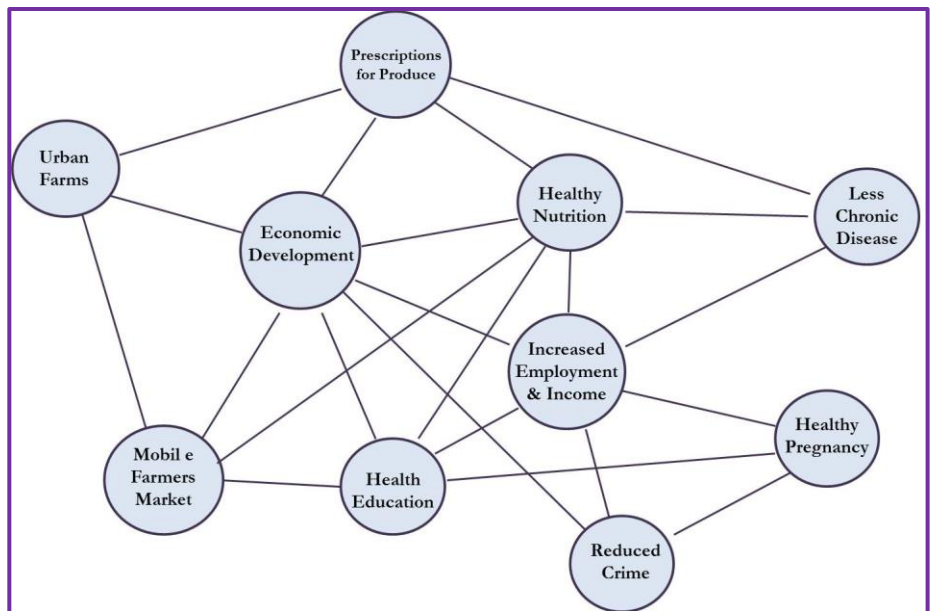 Prescriptions
for Produce
Urban
Farms
Healthy
Nutrition
Less
Chronic
Disease
Economic
Development
Increased
Employment
& Income
Healthy
Pregnancy
Mobil e
Farmers
Market
Health
Education
Reduced
Crime